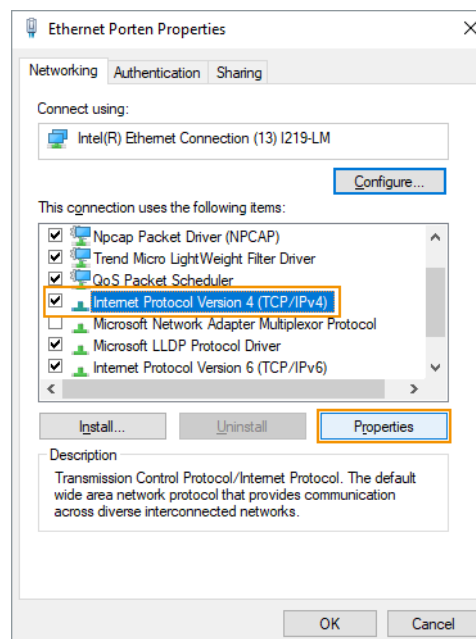 Ethernet Porten Properties
Networking Authentication Sharing
Connect using:
Intel(R) Ethernet Connection (13) I219-LM
Configure...
This connection uses the following items:
Npcap Packet Driver (NPCAP)
Trend Micro LightWeight Filter Driver
QoS Packet Scheduler
Internet Protocol Version 4 (TCP/IPv4)
Microsoft Network Adapter Multiplexor Protocol
Microsoft LLDP Protocol Driver
Internet Protocol Version 6 (TCP/IPv6)
Install... Uninstall Properties
Description
Transmission Control Protocol/Internet Protocol. The default
wide area network protocol that provides communication
across diverse interconnected networks.
OK Cancel